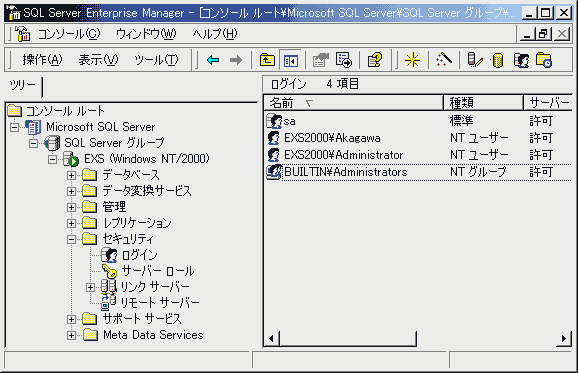 SQL Server Enterprise Manager - [コンソール ルート¥Microsoft SQL Server¥SQL Server グループ¥...
コンソール(C) ウィンドウ(W) ヘルプ(H)
操作(A) 表示(V) ツール(T)
ツリー
ログイン 4 項目
名前 種類 サーバー
sa 標準 許可
EXS2000¥Akagawa NT ユーザー 許可
EXS2000¥Administrator NT ユーザー 許可
BUILTIN¥Administrators NT グループ 許可
コンソール ルート
Microsoft SQL Server
SQL Server グループ
EXS (Windows NT/2000)
データベース
データ変換サービス
管理
レプリケーション
セキュリティ
ログイン
サーバー ロール
リンク サーバー
リモート サーバー
サポート サービス
Meta Data Services